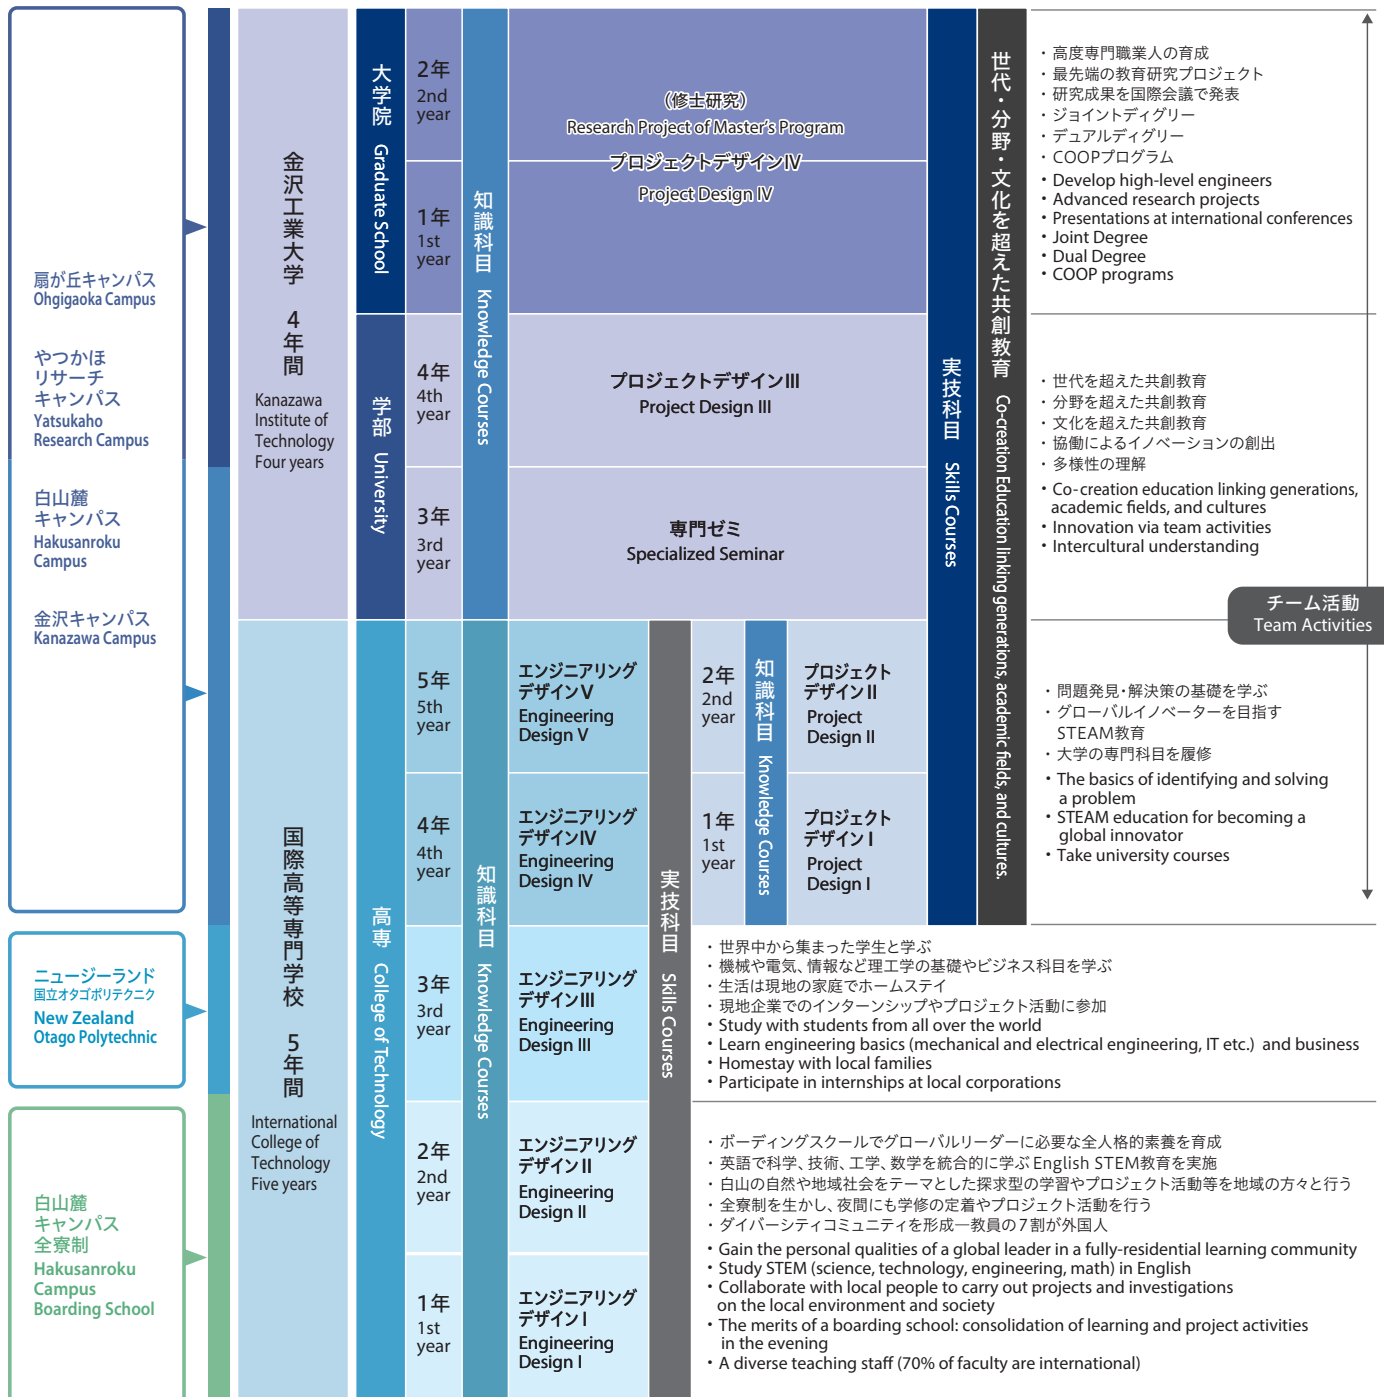 扇が丘キャンパス
Ohgigaoka Campus
やつかほ
リサーチ
キャンパス
Yatsukaho
Research Campus
白山麓
キャンパス
Hakusanroku
Campus
金沢キャンパス
Kanazawa Campus
ニュージーランド
国立オタゴポリテクニク
New Zealand
Otago Polytechnic
白山麓
キャンパス
全寮制
Hakusanroku
Campus
Boarding School
金沢工業大学 4年間
Kanazawa
Institute of
Technology
Four years
国際高等専門学校 5年間
International
College of
Technology
Five years
大学院 Graduate School
学部 University
高専 College of Technology
2年
2nd
year
1年
1st
year
4年
4th
year
3年
3rd
year
5年
5th
year
4年
4th
year
3年
3rd
year
2年
2nd
year
1年
1st
year
知識科目 Knowledge Courses
知識科目 Knowledge Courses
（修士研究）
Research Project of Master's Program
プロジェクトデザインⅣ
Project Design IV
プロジェクトデザインⅢ
Project Design III
専門ゼミ
Specialized Seminar
エンジニアリング
デザインⅤ
Engineering
Design V
エンジニアリング
デザインⅣ
Engineering
Design IV
エンジニアリング
デザインⅢ
Engineering
Design III
エンジニアリング
デザインⅡ
Engineering
Design II
エンジニアリング
デザインⅠ
Engineering
Design I
実技科目 Skills Courses
2年
2nd
year
1年
1st
year
知識科目 Knowledge Courses
プロジェクト
デザインⅡ
Project
Design II
プロジェクト
デザインⅠ
Project
Design I
実技科目 Skills Courses
世代・分野・文化を超えた共創教育 Co-creation Education linking generations, academic fields, and cultures.
・高度専門職業人の育成
・最先端の教育研究プロジェクト
・研究成果を国際会議で発表
・ジョイントディグリー
・デュアルディグリー
・COOPプログラム
・Develop high-level engineers
・Advanced research projects
・Presentations at international conferences
・Joint Degree
・Dual Degree
・COOP programs
・世代を超えた共創教育
・分野を超えた共創教育
・文化を超えた共創教育
・協働によるイノベーションの創出
・多様性の理解
・Co-creation education linking generations,
academic fields, and cultures
・Innovation via team activities
・Intercultural understanding
チーム活動
Team Activities
・問題発見・解決策の基礎を学ぶ
・グローバルイノベーターを目指す
STEAM教育
・大学の専門科目を履修
・The basics of identifying and solving
a problem
・STEAM education for becoming a
global innovator
・Take university courses
・世界中から集まった学生と学ぶ
・機械や電気、情報など理工学の基礎やビジネス科目を学ぶ
・生活は現地の家庭でホームステイ
・現地企業でのインターンシップやプロジェクト活動に参加
・Study with students from all over the world
・Learn engineering basics (mechanical and electrical engineering, IT etc.) and business
・Homestay with local families
・Participate in internships at local corporations
・ボーディングスクールでグローバルリーダーに必要な全人格的素養を育成
・英語で科学、技術、工学、数学を統合的に学ぶEnglish STEM教育を実施
・白山の自然や地域社会をテーマとした探求型の学習やプロジェクト活動等を地域の方々と行う
・全寮制を生かし、夜間にも学修の定着やプロジェクト活動を行う
・ダイバーシティコミュニティを形成―教員の7割が外国人
・Gain the personal qualities of a global leader in a fully-residential learning community
・Study STEM (science, technology, engineering, math) in English
・Collaborate with local people to carry out projects and investigations
on the local environment and society
・The merits of a boarding school: consolidation of learning and project activities
in the evening
・A diverse teaching staff (70% of faculty are international)